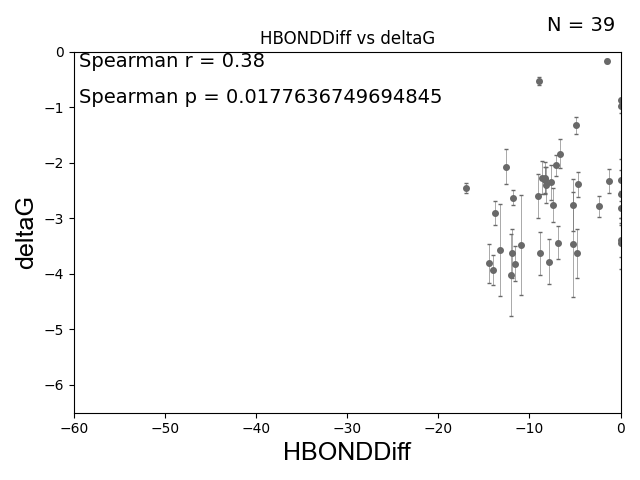 N = 39
HBONDDiff vs deltaG
Spearman r = 0.38
Spearman p = 0.0177636749694845
deltaG
0
−1
−2
−3
−4
−5
−6
−60 −50 −40 −30 −20 −10 0
HBONDDiff